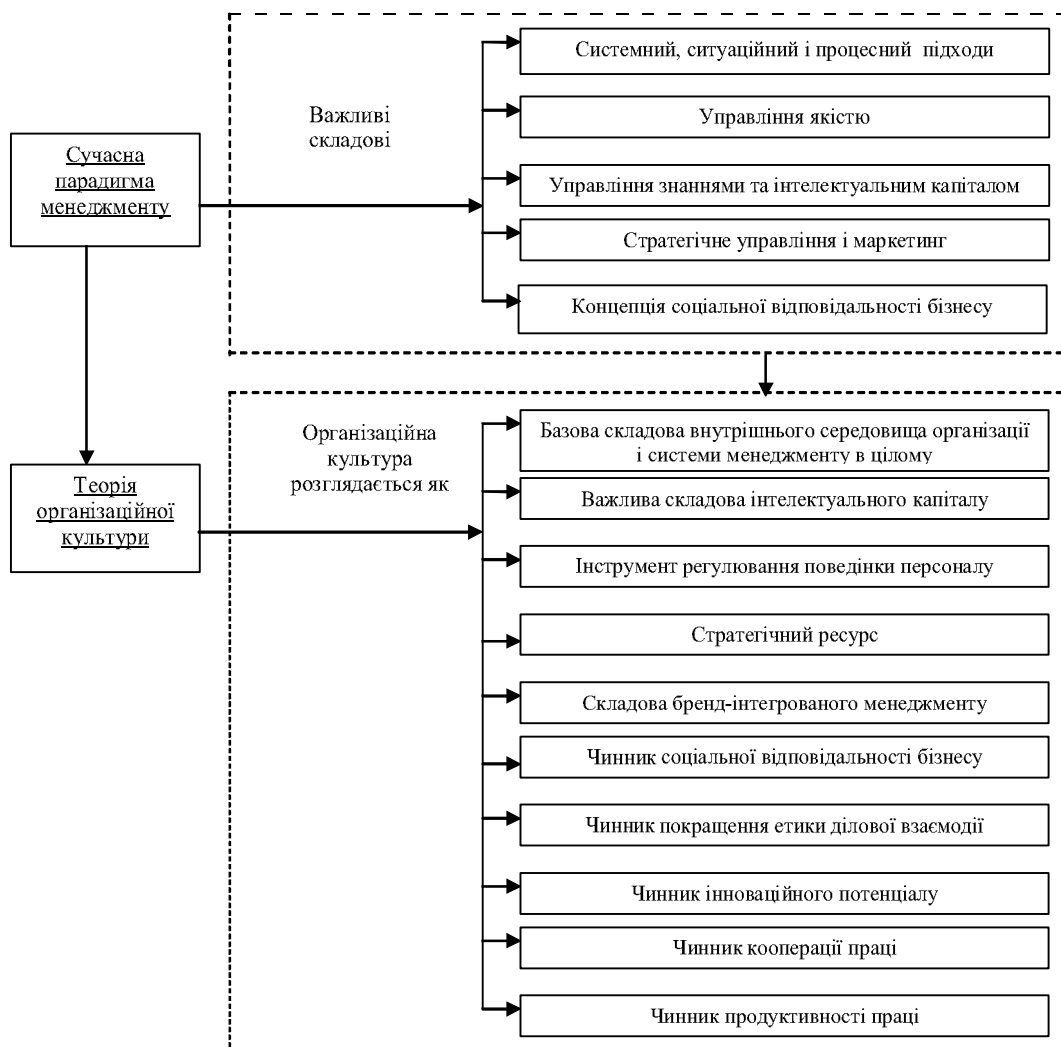 Сучасна
парадигма
менеджменту
Важливі
складові
Системний, ситуаційний і процесний підходи
Управління якістю
Управління знаннями та інтелектуальним капіталом
Стратегічне управління і маркетинг
Концепція соціальної відповідальності бізнесу
Теорія
організаційної
культури
Організаційна
культура
розглядається як
Базова складова внутрішнього середовища організації
і системи менеджменту в цілому
Важлива складова інтелектуального капіталу
Інструмент регулювання поведінки персоналу
Стратегічний ресурс
Складова бренд-інтегрованого менеджменту
Чинник соціальної відповідальності бізнесу
Чинник покращення етики ділової взаємодії
Чинник інноваційного потенціалу
Чинник кооперації праці
Чинник продуктивності праці